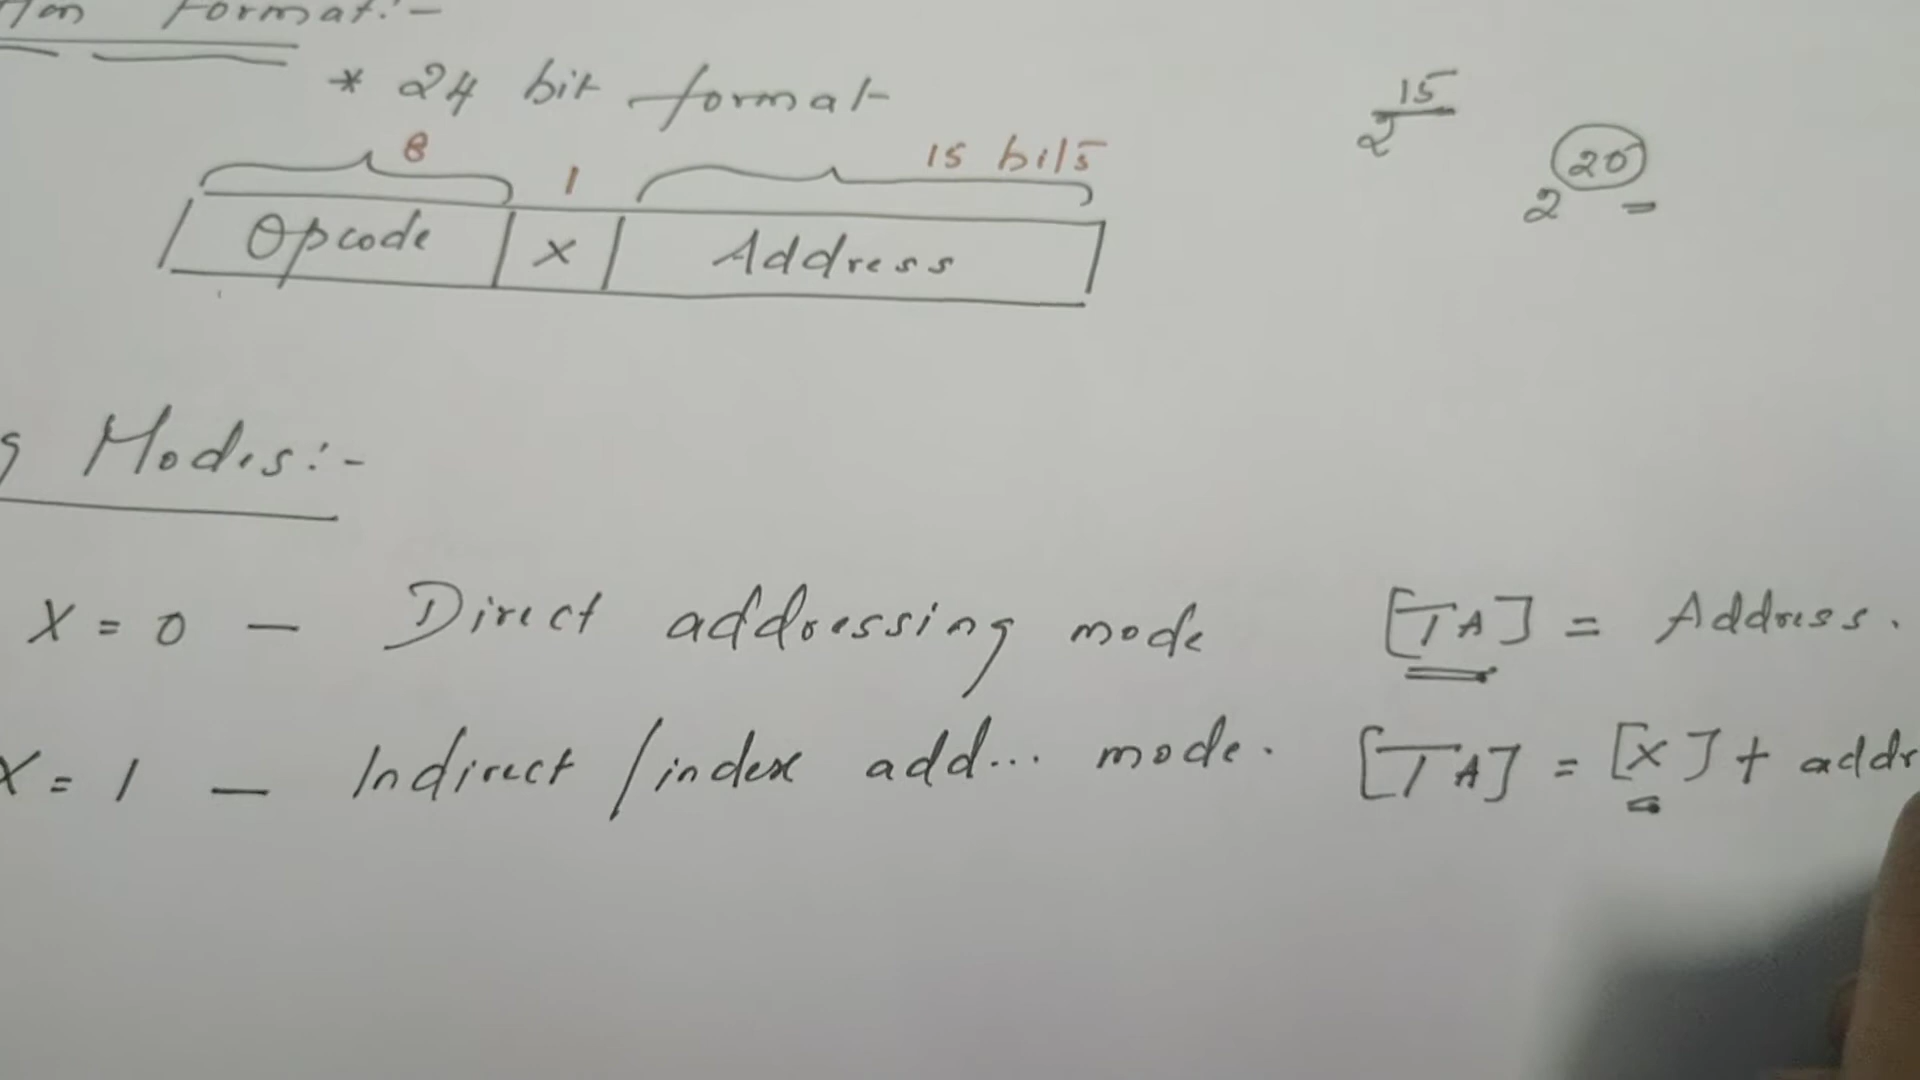 Format:-
* 24 bit format
8 1 15 bits
Opcode X Address
2^15
2^20
Modes:-
X = 0 — Direct addressing mode [TA] = Address.
X = 1 — Indirect / index add... mode. [TA] = [X] + addr